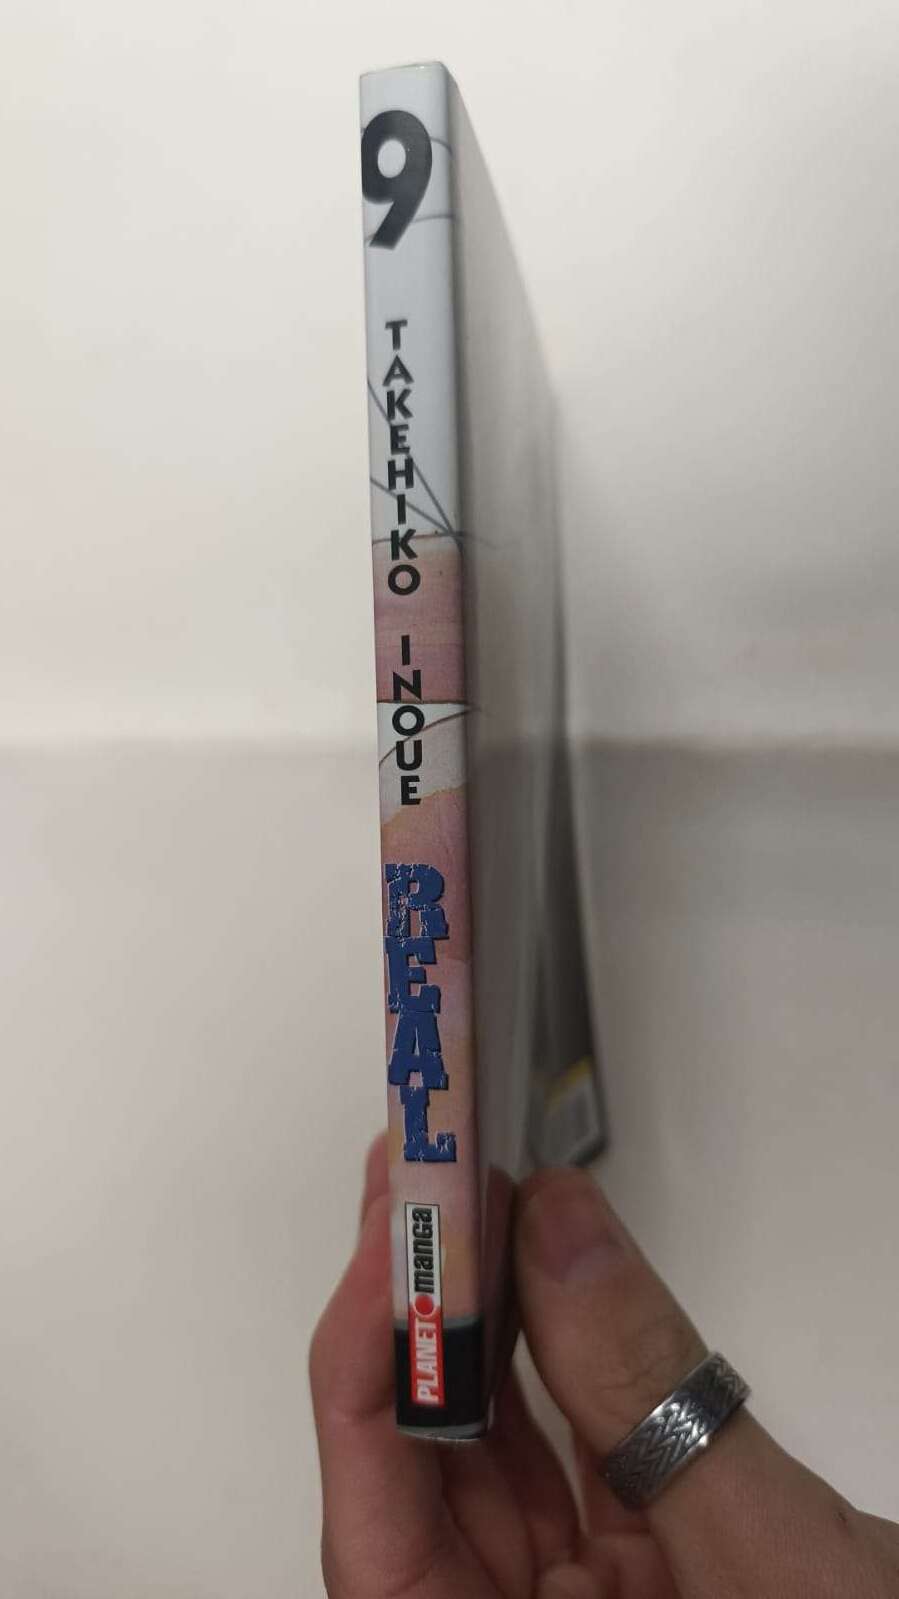 9
TAKEHIKO INOUE
REAL
PLANET manga